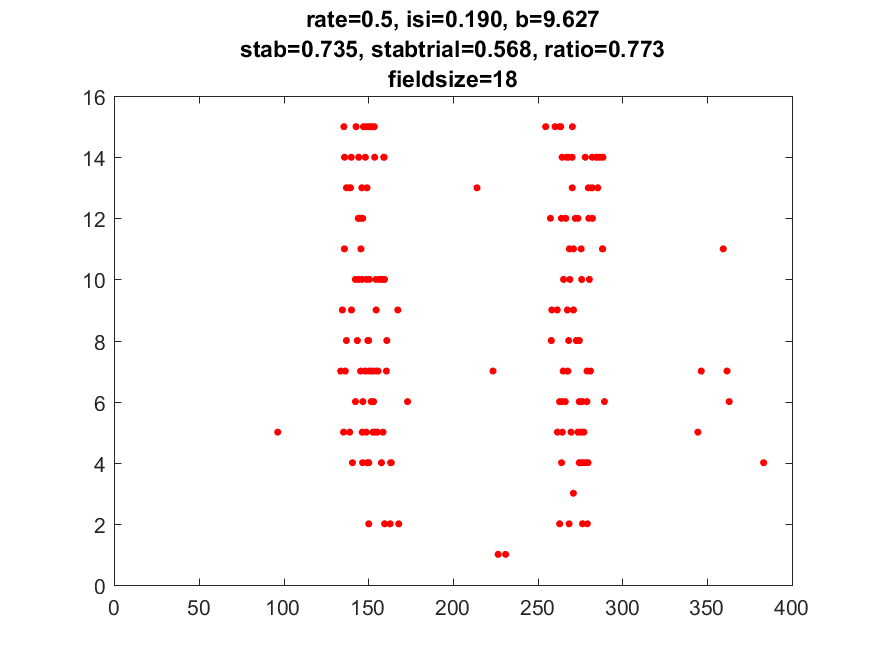 rate=0.5, isi=0.190, b=9.627
stab=0.735, stabtrial=0.568, ratio=0.773
fieldsize=18
16
14
12
10
8
6
4
2
0
0 50 100 150 200 250 300 350 400